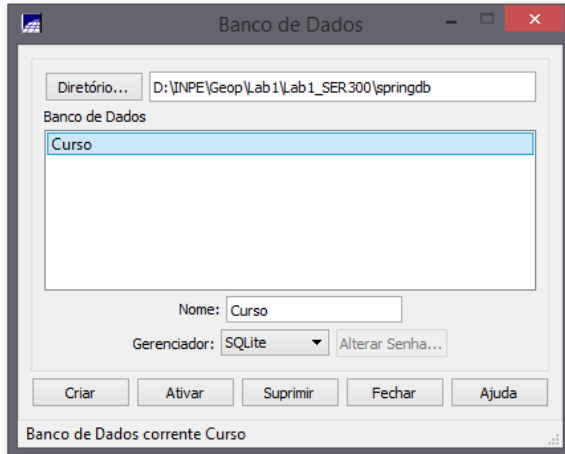 Banco de Dados
Diretório... D:\INPE\Geop\Lab1\Lab1_SER300\springdb
Banco de Dados
Curso
Nome: Curso
Gerenciador: SQLite Alterar Senha...
Criar Ativar Suprimir Fechar Ajuda
Banco de Dados corrente Curso